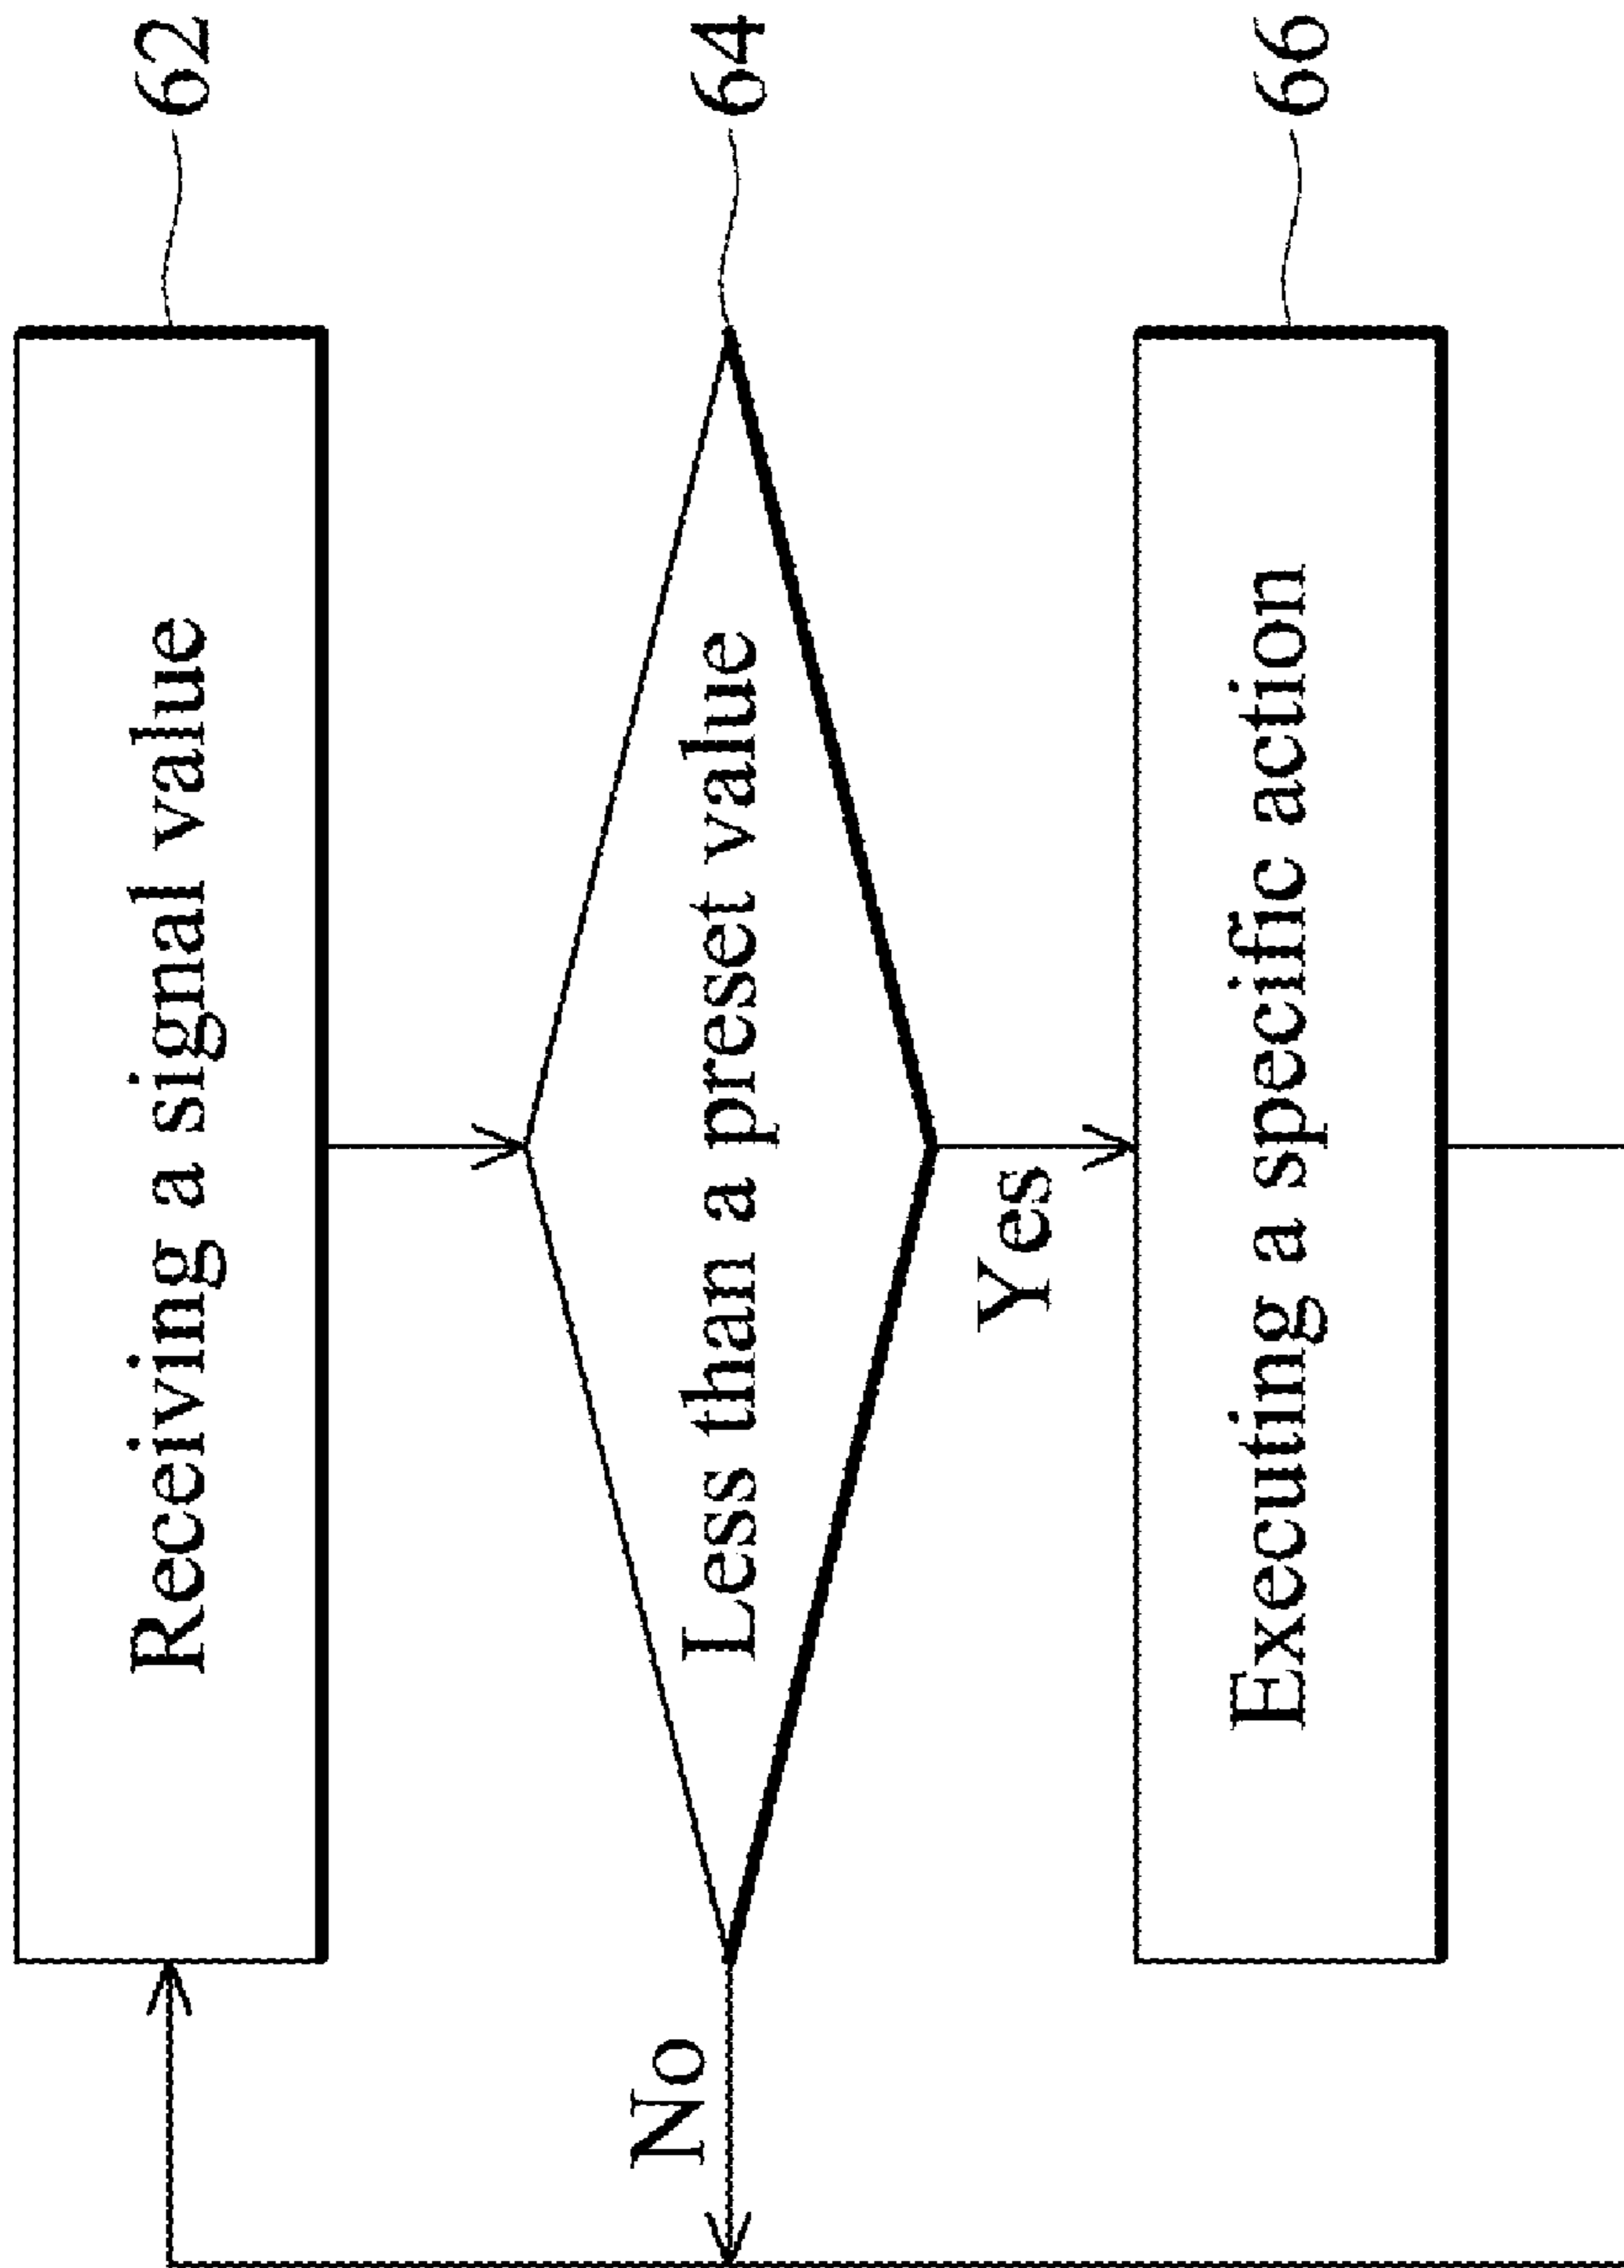 Receiving a signal value
62
Less than a preset value
64
No
Yes
Executing a specific action
66